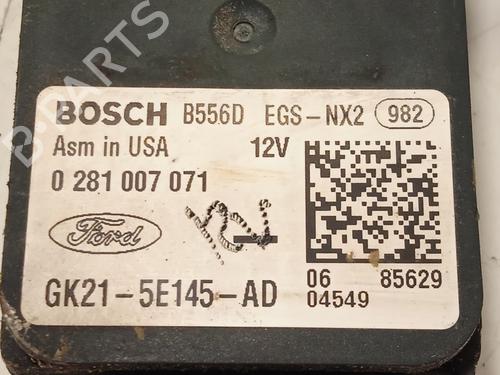 B-PARTS
BOSCH B556D EGS-NX2 982
Asm in USA 12V
0 281 007 071
Ford
GK21-5E145-AD
06 85629
04549